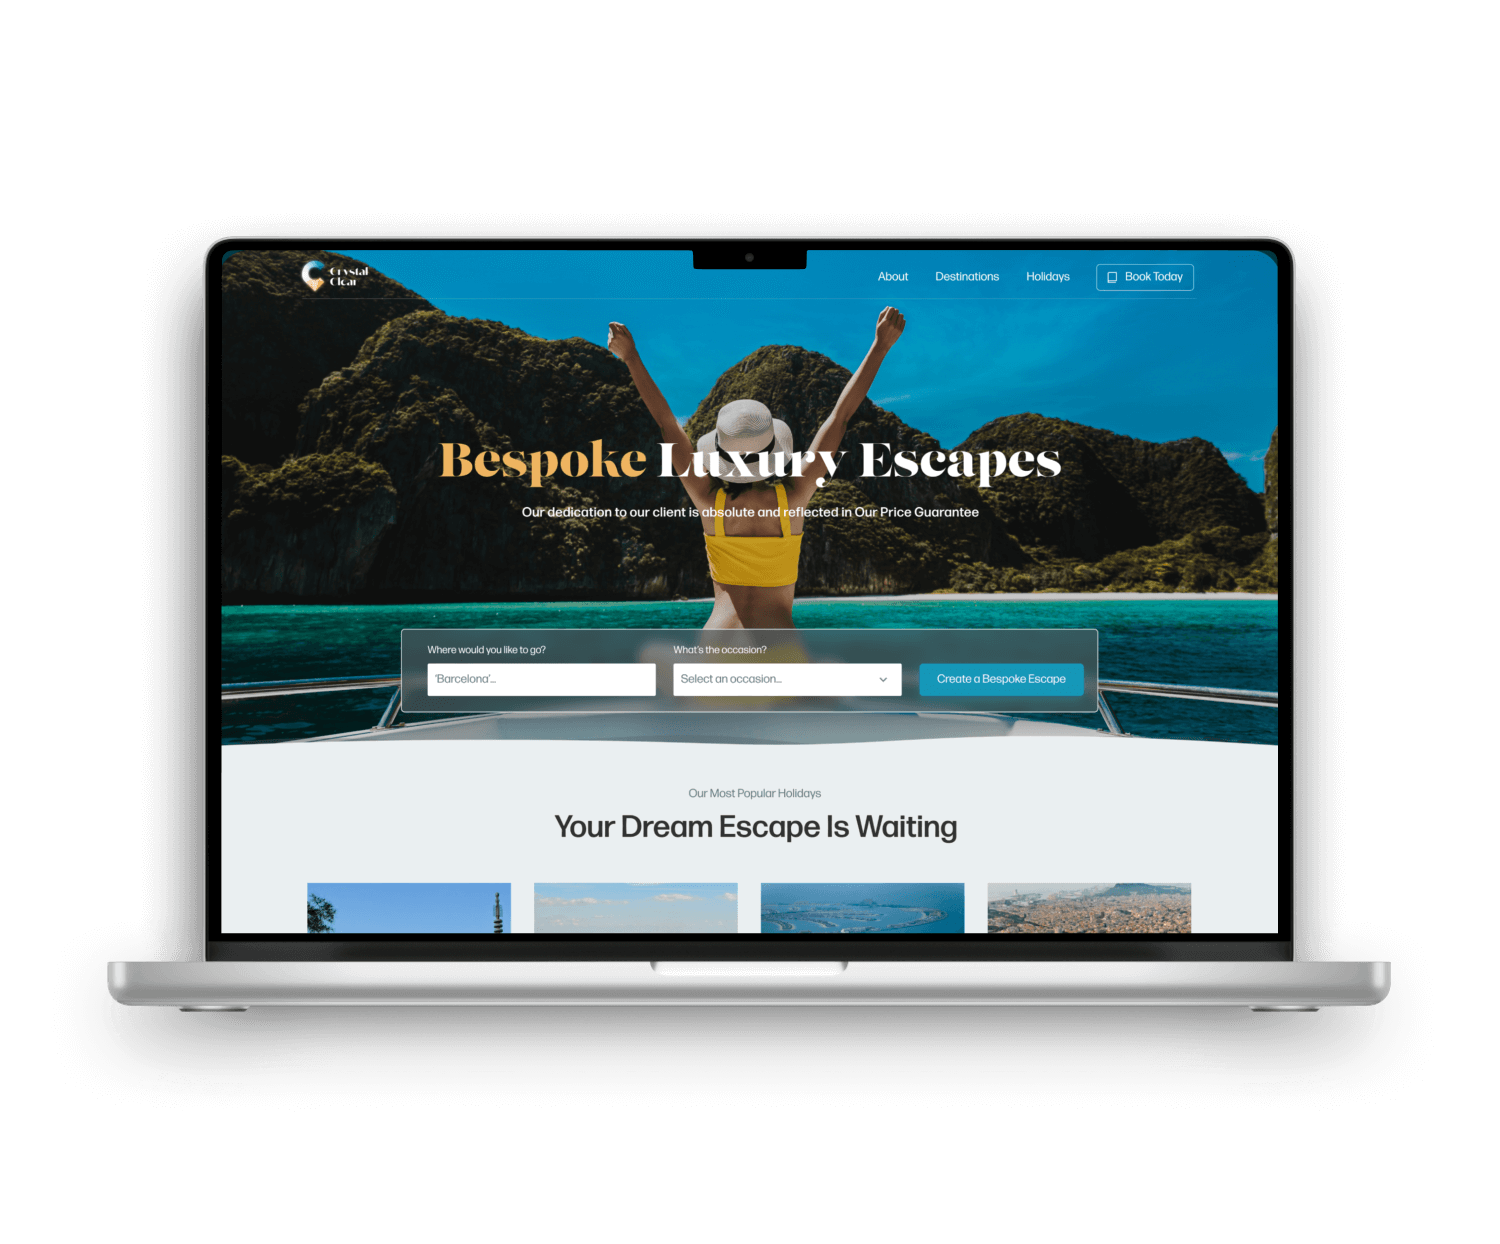 Crystal
Clear
About
Destinations
Holidays
Book Today
Bespoke Luxury Escapes
Our dedication to our client is absolute and reflected in Our Price Guarantee
Where would you like to go?
What's the occasion?
'Barcelona'...
Select an occasion...
Create a Bespoke Escape
Our Most Popular Holidays
Your Dream Escape Is Waiting